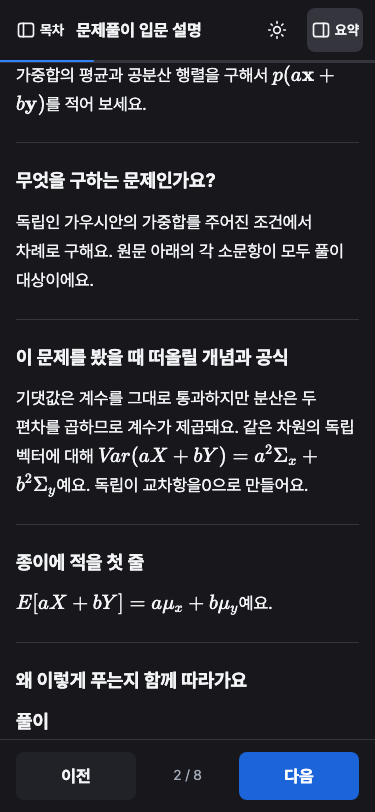 목차 문제풀이 입문 설명 요약
가중합의 평균과 공분산 행렬을 구해서 p(ax +
by)를 적어 보세요.
무엇을 구하는 문제인가요?
독립인 가우시안의 가중합를 주어진 조건에서
차례로 구해요. 원문 아래의 각 소문항이 모두 풀이
대상이에요.
이 문제를 봤을 때 떠올릴 개념과 공식
기댓값은 계수를 그대로 통과하지만 분산은 두
편차를 곱하므로 계수가 제곱돼요. 같은 차원의 독립
벡터에 대해 Var(aX + bY) = a²Σₓ +
b²Σ_y예요. 독립이 교차항을0으로 만들어요.
종이에 적을 첫 줄
E[aX + bY] = aμₓ + bμ_y예요.
왜 이렇게 푸는지 함께 따라가요
풀이
이전 2 / 8 다음